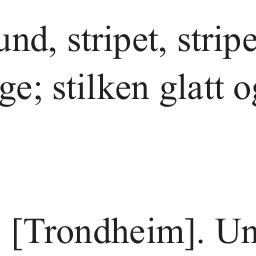 und, stripet, stripe
ge; stilken glatt og
[Trondheim]. Un